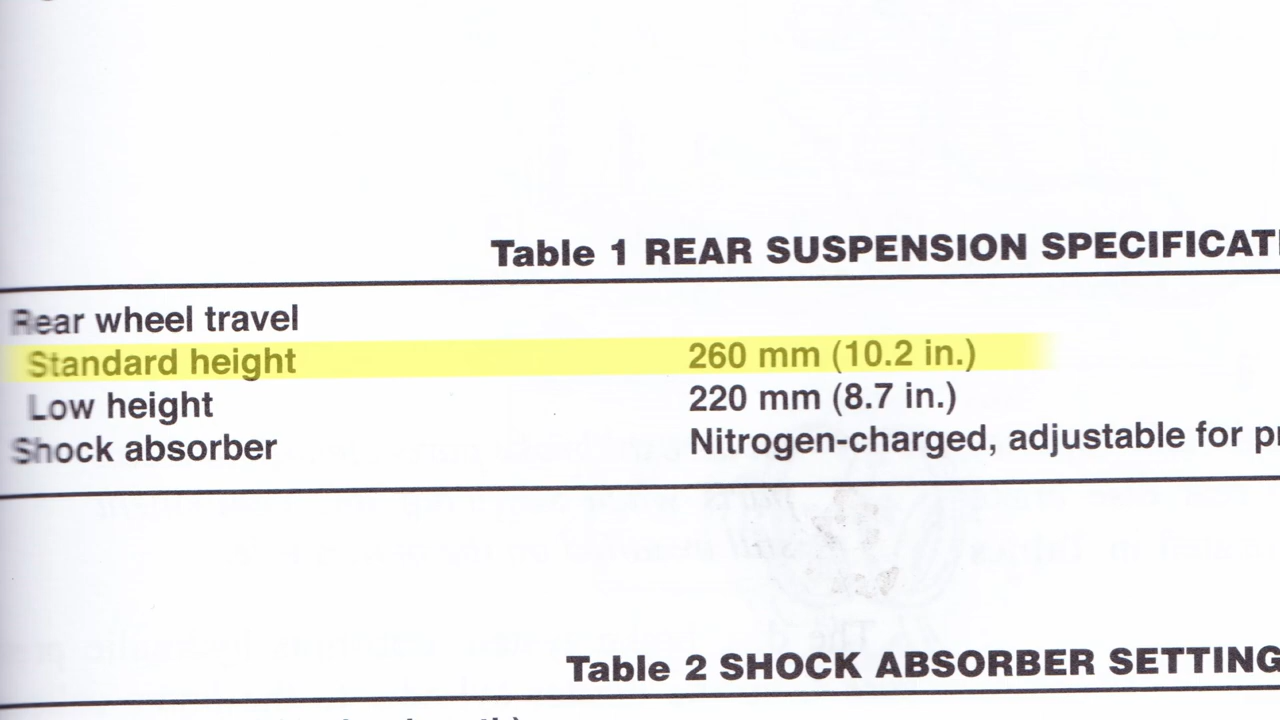 Table 1 REAR SUSPENSION SPECIFICATI
Rear wheel travel
Standard height 260 mm (10.2 in.)
Low height 220 mm (8.7 in.)
Shock absorber Nitrogen-charged, adjustable for pr
Table 2 SHOCK ABSORBER SETTING